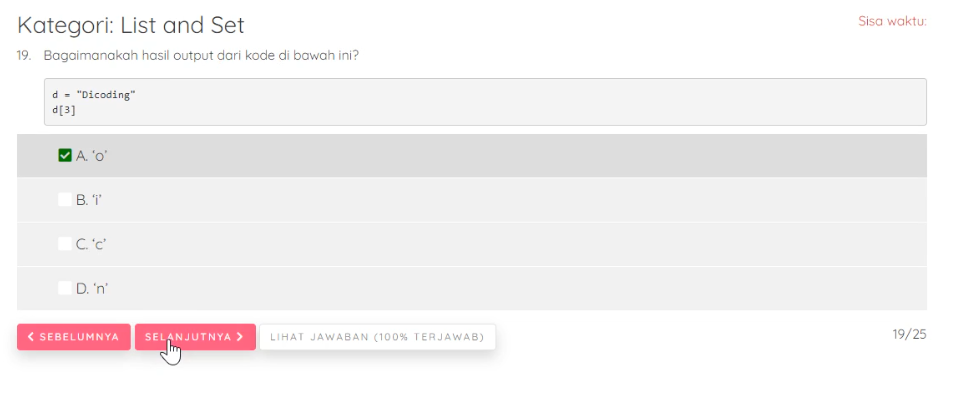 Kategori: List and Set
Sisa waktu:
19. Bagaimanakah hasil output dari kode di bawah ini?
d = "Dicoding"
d[3]
A. ‘o’
B. ‘i’
C. ‘c’
D. ‘n’
SEBELUMNYA
SELANJUTNYA
LIHAT JAWABAN (100% TERJAWAB)
19/25